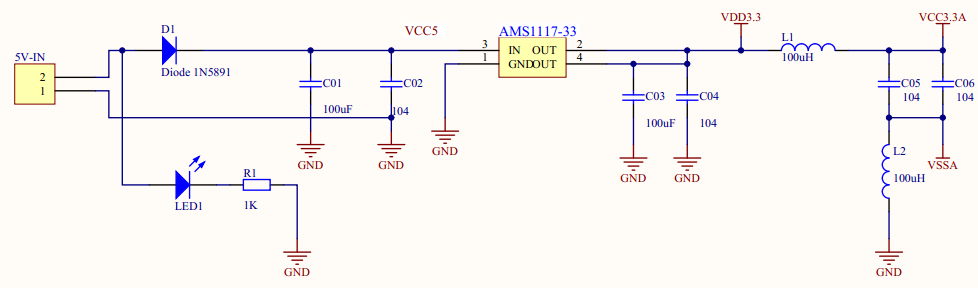 D1
VCC5
AMS1117-33
VDD3.3
VCC3.3A
5V-IN
2
1
Diode 1N5891
C01
100uF
C02
104
3 IN OUT 2
1 GNDOUT 4
GND
L1
100uH
C03
100uF
C04
104
C05
104
C06
104
GND
GND
GND
GND
L2
100uH
VSSA
LED1
R1
1K
GND
GND